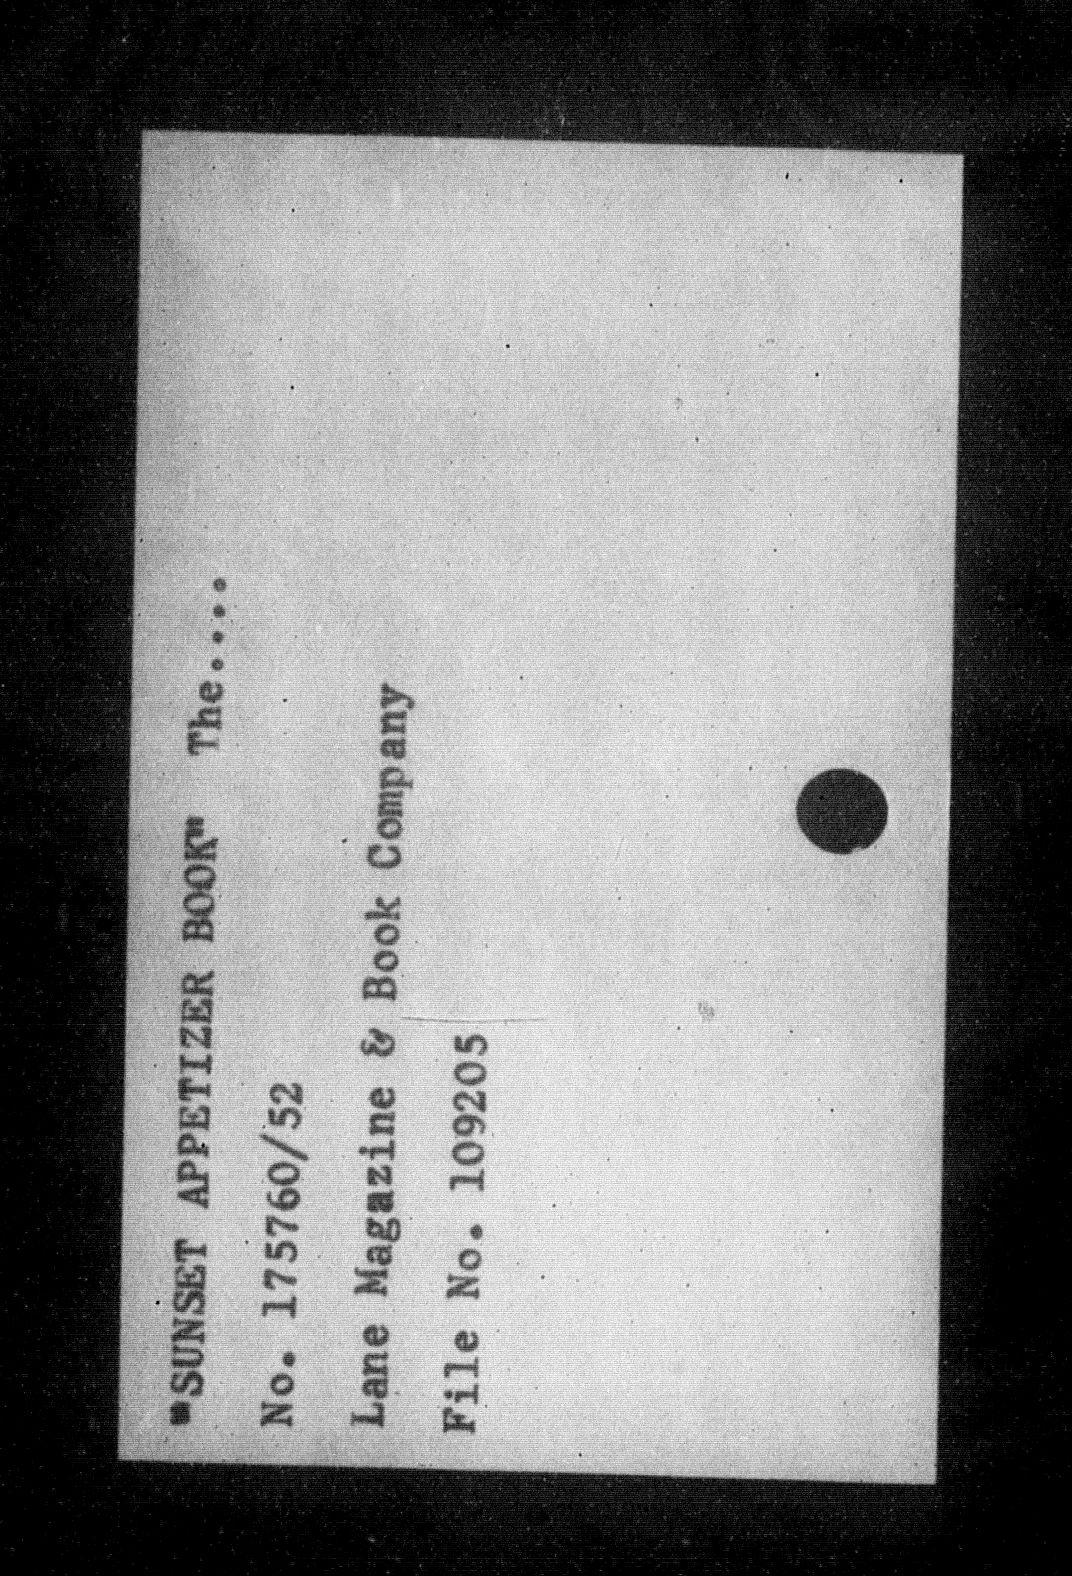 "SUNSET APPETIZER BOOK" The....
No. 175760/52
Lane Magazine & Book Company
File No. 109205